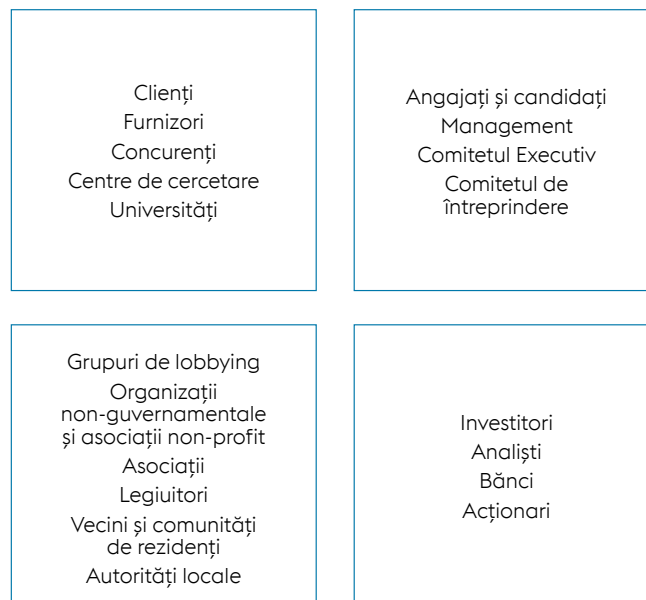 Clienți
Furnizori
Concurenți
Centre de cercetare
Universități
Angajați și candidați
Management
Comitetul Executiv
Comitetul de
întreprindere
Grupuri de lobbying
Organizații
non-guvernamentale
și asociații non-profit
Asociații
Legiuitori
Vecini și comunități
de rezidenți
Autorități locale
Investitori
Analiști
Bănci
Acționari